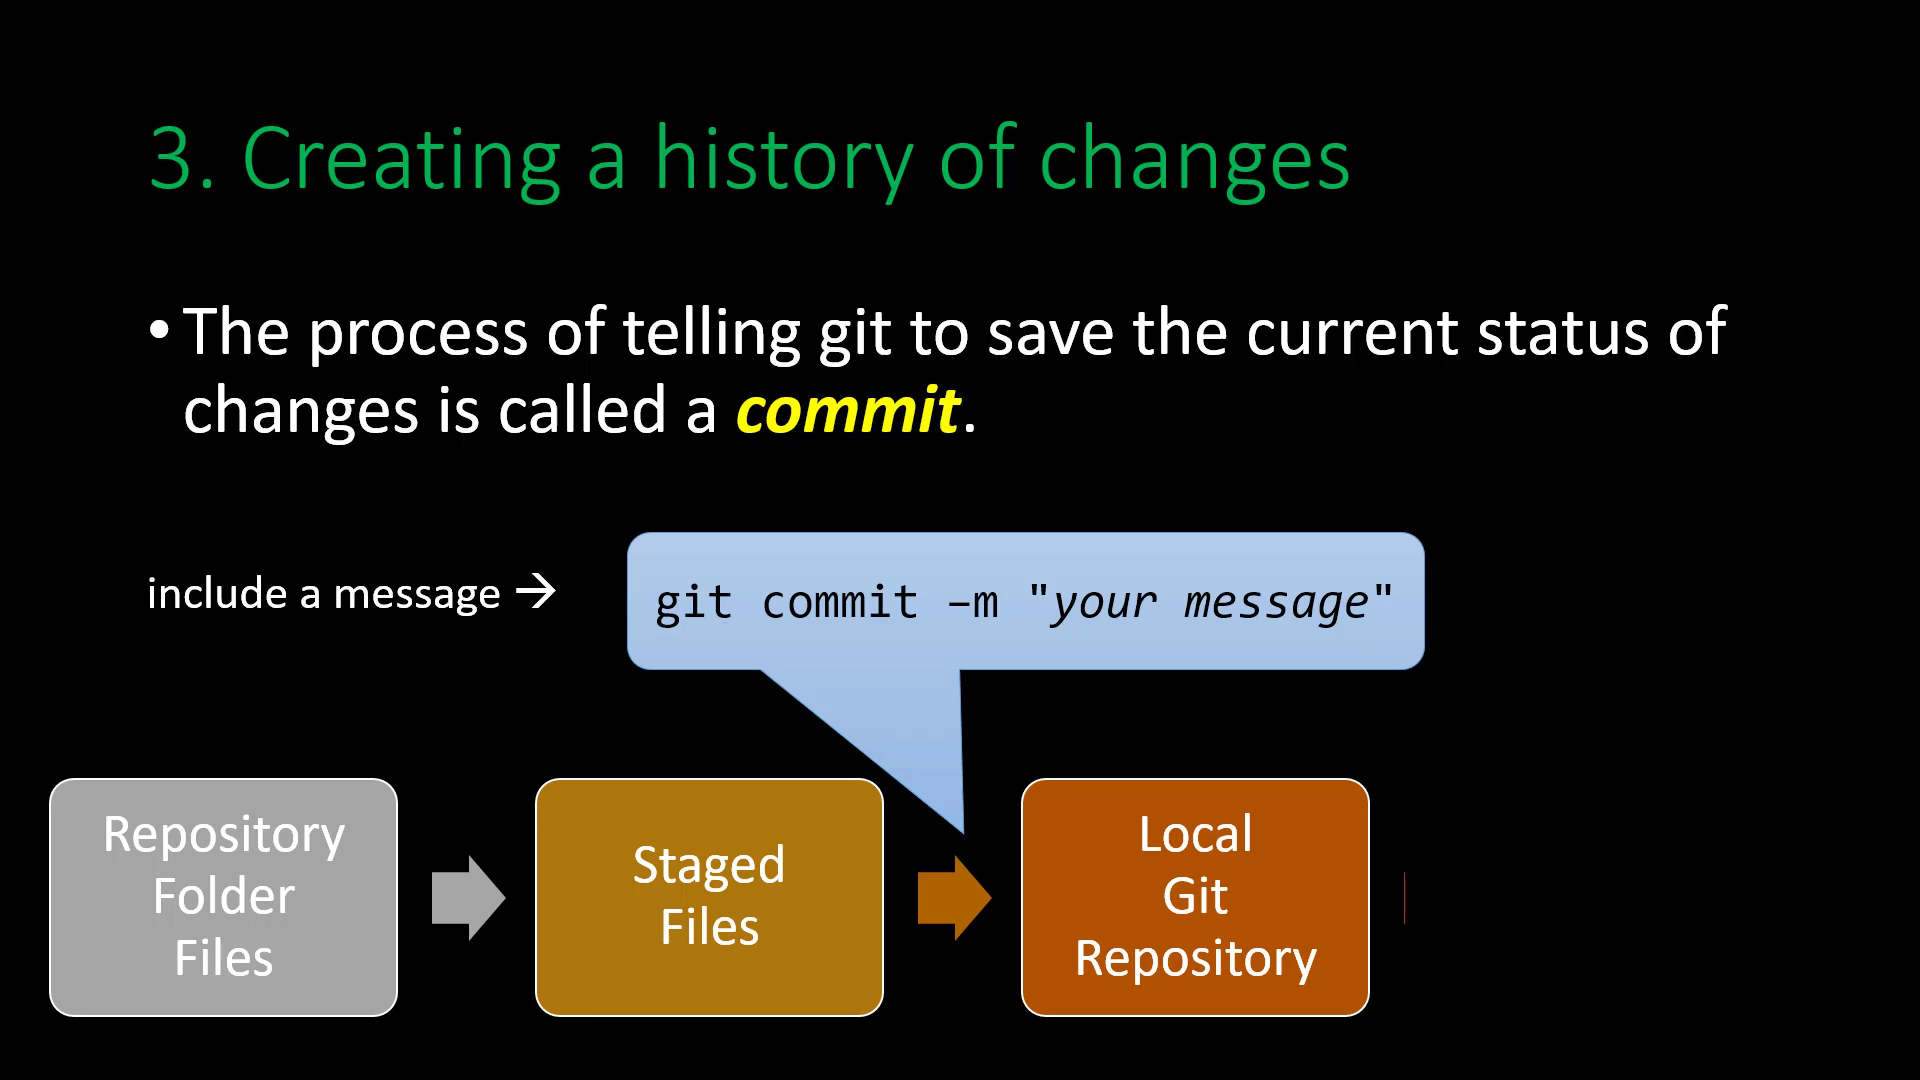 3. Creating a history of changes
• The process of telling git to save the current status of
changes is called a commit.
include a message →
git commit –m "your message"
Repository
Folder
Files
Staged
Files
Local
Git
Repository